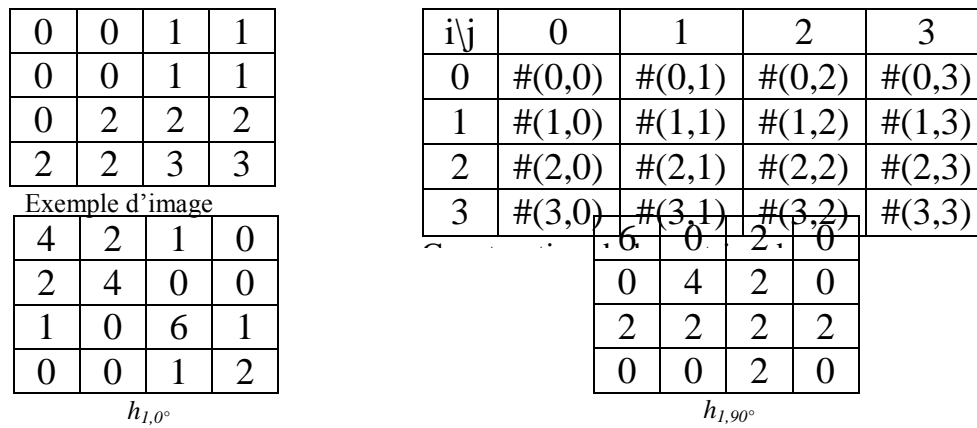 0 0 1 1
0 0 1 1
0 2 2 2
2 2 3 3
Exemple d'image
i\j 0 1 2 3
0 #(0,0) #(0,1) #(0,2) #(0,3)
1 #(1,0) #(1,1) #(1,2) #(1,3)
2 #(2,0) #(2,1) #(2,2) #(2,3)
3 #(3,0) #(3,1) #(3,2) #(3,3)
4 2 1 0
2 4 0 0
1 0 6 1
0 0 1 2
h1,0°
6 0 2 0
0 4 2 0
2 2 2 2
0 0 2 0
h1,90°